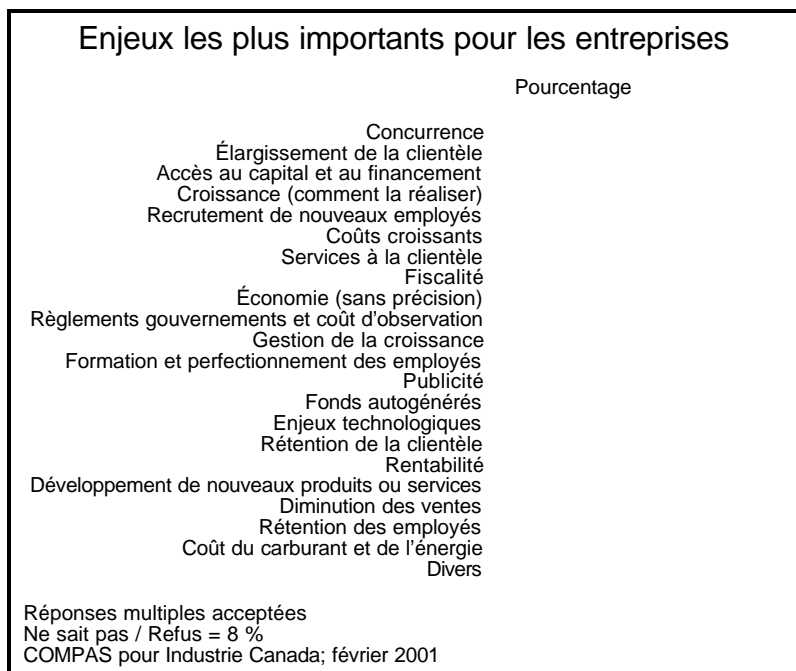 Enjeux les plus importants pour les entreprises
Pourcentage
Concurrence
Élargissement de la clientèle
Accès au capital et au financement
Croissance (comment la réaliser)
Recrutement de nouveaux employés
Coûts croissants
Services à la clientèle
Fiscalité
Économie (sans précision)
Règlements gouvernements et coût d'observation
Gestion de la croissance
Formation et perfectionnement des employés
Publicité
Fonds autogénérés
Enjeux technologiques
Rétention de la clientèle
Rentabilité
Développement de nouveaux produits ou services
Diminution des ventes
Rétention des employés
Coût du carburant et de l'énergie
Divers
Réponses multiples acceptées
Ne sait pas / Refus = 8 %
COMPAS pour Industrie Canada; février 2001